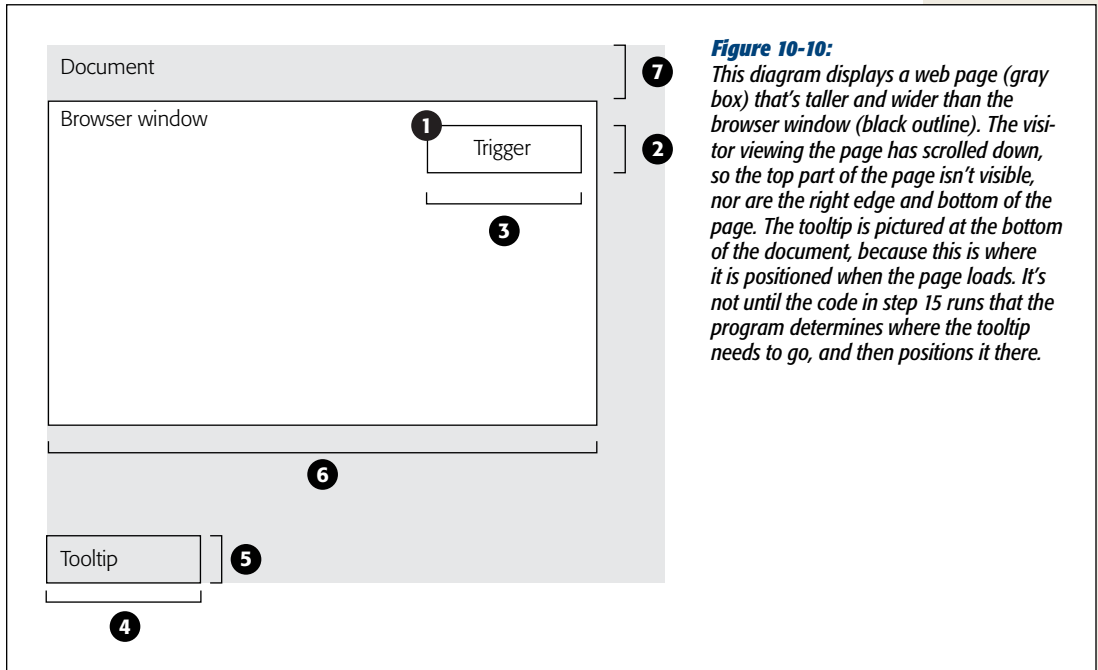 Document
7
Browser window
1
Trigger
2
3
6
Tooltip
5
4
Figure 10-10:
This diagram displays a web page (gray
box) that's taller and wider than the
browser window (black outline). The visi-
tor viewing the page has scrolled down,
so the top part of the page isn't visible,
nor are the right edge and bottom of the
page. The tooltip is pictured at the bottom
of the document, because this is where
it is positioned when the page loads. It's
not until the code in step 15 runs that the
program determines where the tooltip
needs to go, and then positions it there.